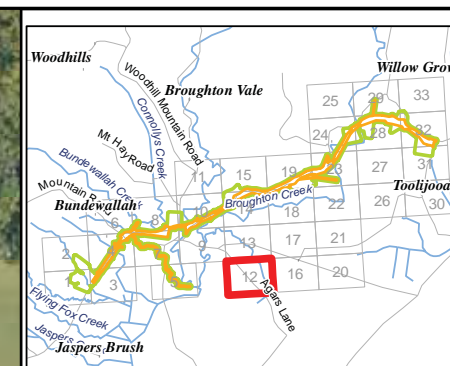 Woodhills
Broughton Vale
Willow Grov
Woodhill Mountain Road
Connollys Creek
Mt HayRoad
Bundewallah Creek
Mountain Road
Bundewallah
Broughton Creek
Toolijooa
Agars Lane
Flying Fox Creek
Jaspers
Jaspers Brush
25
29
33
24
28
32
31
11
15
19
23
27
10
14
18
22
26
30
6
8
9
13
17
21
2
1
3
12
16
20